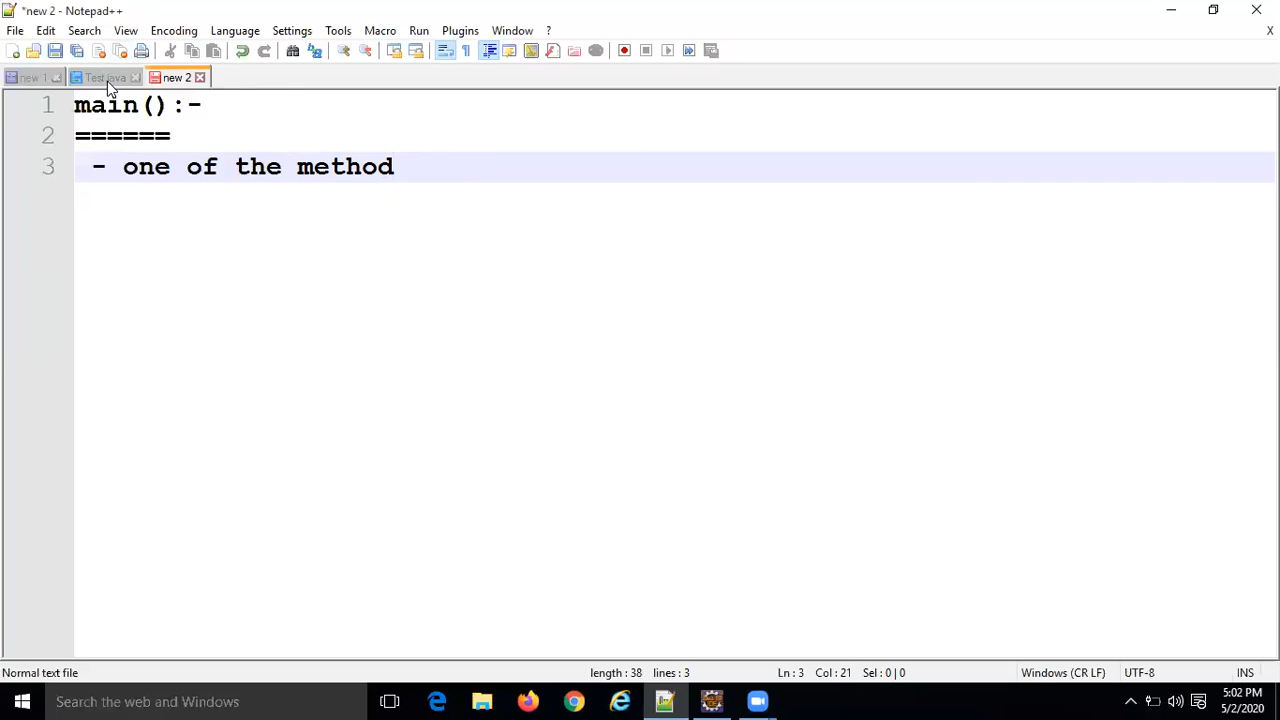 *new 2 - Notepad++
File Edit Search View Encoding Language Settings Tools Macro Run Plugins Window ? X
new 1 Test.java new 2
1 main():-
2 ======
3 - one of the method
Normal text file length : 38 lines : 3 Ln : 3 Col : 21 Sel : 0 | 0 Windows (CR LF) UTF-8 INS
Search the web and Windows
5:02 PM
5/2/2020